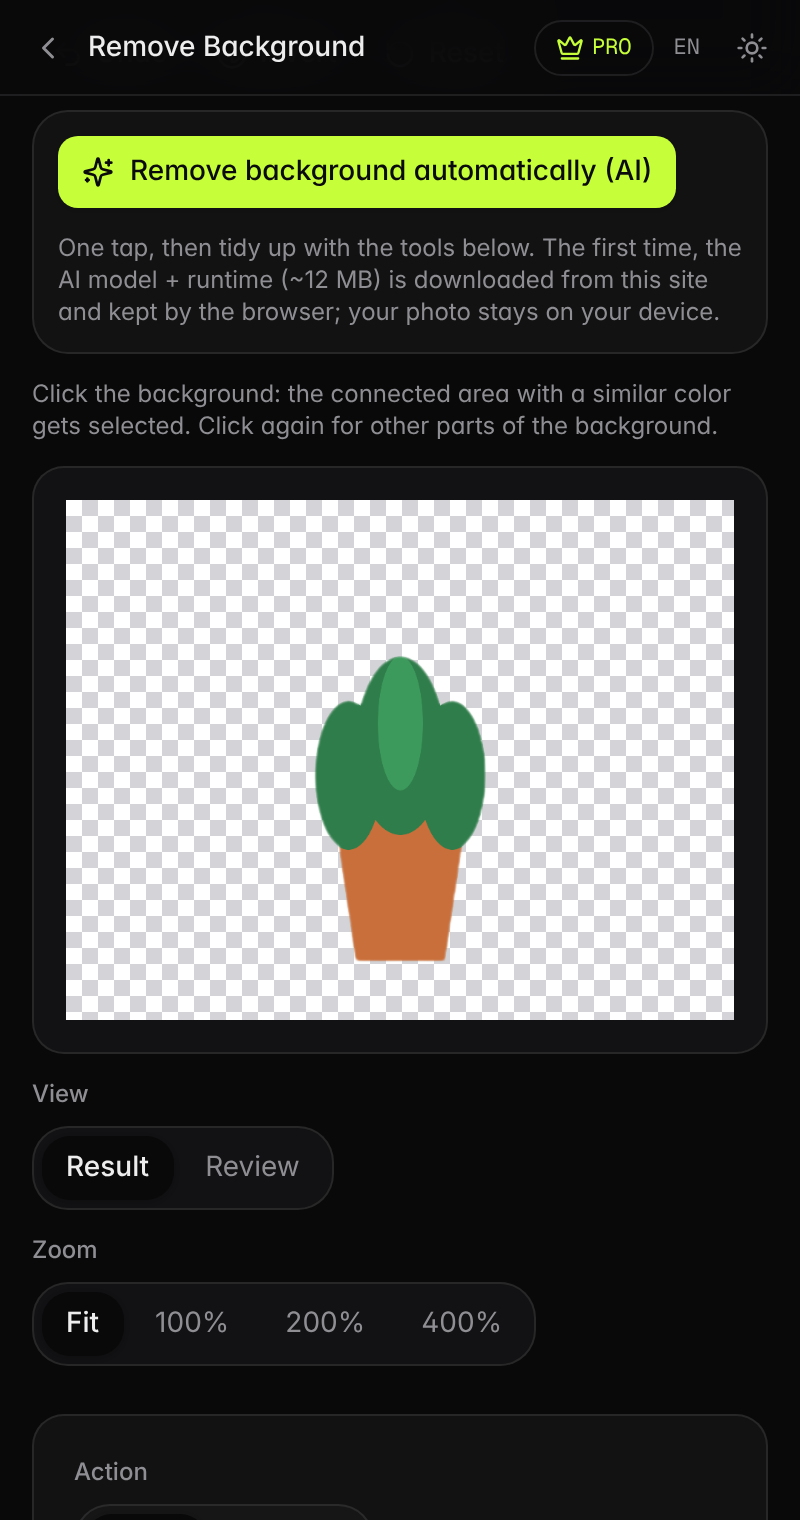 Remove Background
PRO
EN
Remove background automatically (AI)
One tap, then tidy up with the tools below. The first time, the
AI model + runtime (~12 MB) is downloaded from this site
and kept by the browser; your photo stays on your device.
Click the background: the connected area with a similar color
gets selected. Click again for other parts of the background.
View
Result
Review
Zoom
Fit
100%
200%
400%
Action